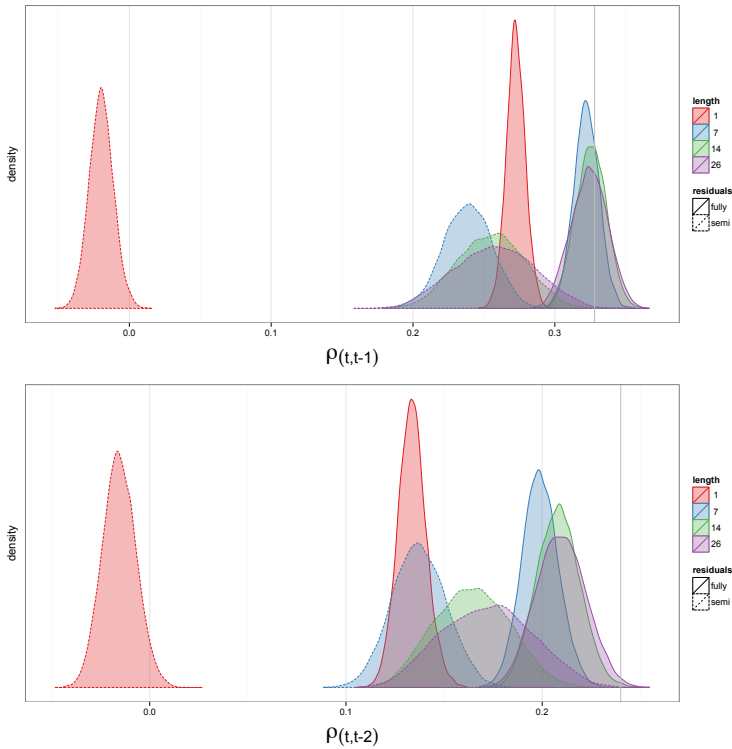 density
0.0 0.1 0.2 0.3
ρ(t,t-1)
length
1
7
14
26
residuals
fully
semi
density
0.0 0.1 0.2
ρ(t,t-2)
length
1
7
14
26
residuals
fully
semi